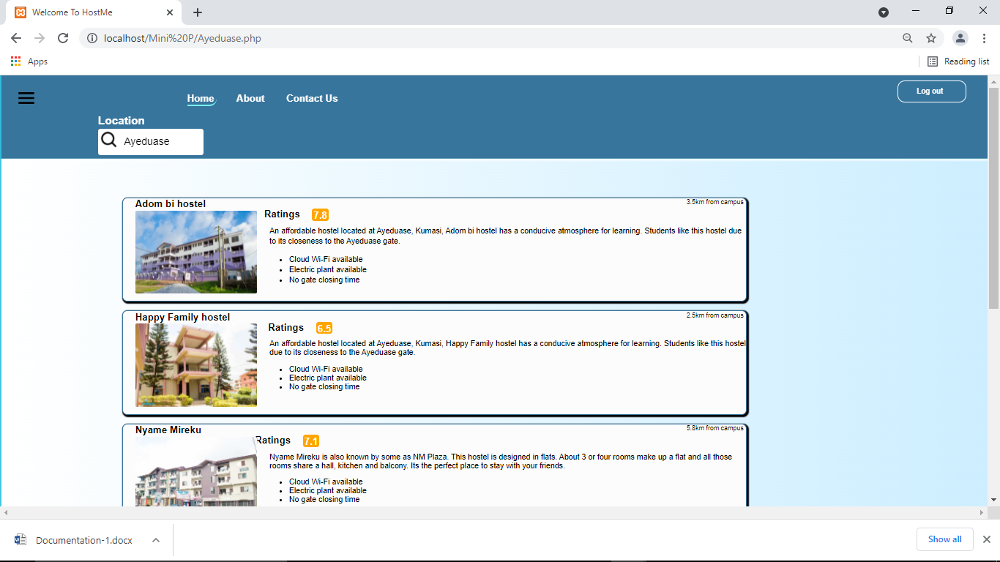 Welcome To HostMe
localhost/Mini%20P/Ayeduase.php
Apps
Reading list
Home About Contact Us
Log out
Location
Ayeduase
Adom bi hostel
3.5km from campus
Ratings 7.8
An affordable hostel located at Ayeduase, Kumasi, Adom bi hostel has a conducive atmosphere for learning. Students like this hostel due
to its closeness to the Ayeduase gate.
Cloud Wi-Fi available
Electric plant available
No gate closing time
Happy Family hostel
2.5km from campus
Ratings 6.5
An affordable hostel located at Ayeduase, Kumasi, Happy Family hostel has a conducive atmosphere for learning. Students like this hostel
due to its closeness to the Ayeduase gate.
Cloud Wi-Fi available
Electric plant available
No gate closing time
Nyame Mireku
5.8km from campus
Ratings 7.1
Nyame Mireku is also known by some as NM Plaza. This hostel is designed in flats. About 3 or four rooms make up a flat and all those
rooms share a hall, kitchen and balcony. Its the perfect place to stay with your friends.
Cloud Wi-Fi available
Electric plant available
No gate closing time
Documentation-1.docx
Show all